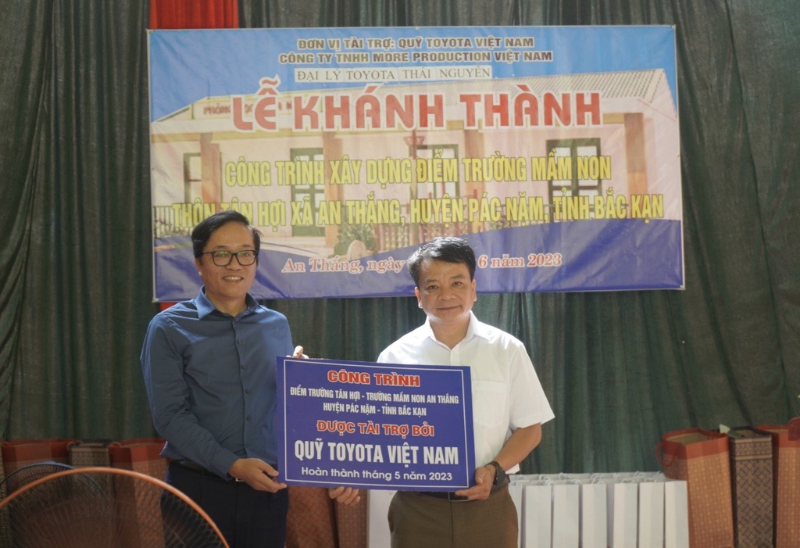 ĐƠN VỊ TÀI TRỢ: QUỸ TOYOTA VIỆT NAM
CÔNG TY TNHH MORE PRODUCTION VIỆT NAM
ĐẠI LÝ TOYOTA THÁI NGUYÊN
LỄ KHÁNH THÀNH
CÔNG TRÌNH XÂY DỰNG ĐIỂM TRƯỜNG MẦM NON
THÔN TÂN HỢI XÃ AN THẮNG, HUYỆN PÁC NẶM, TỈNH BẮC KẠN
An Thắng, ngày 6 năm 2023
CÔNG TRÌNH
ĐIỂM TRƯỜNG TÂN HỢI - TRƯỜNG MẦM NON AN THẮNG
HUYỆN PÁC NẶM - TỈNH BẮC KẠN
ĐƯỢC TÀI TRỢ BỞI
QUỸ TOYOTA VIỆT NAM
Hoàn thành tháng 5 năm 2023